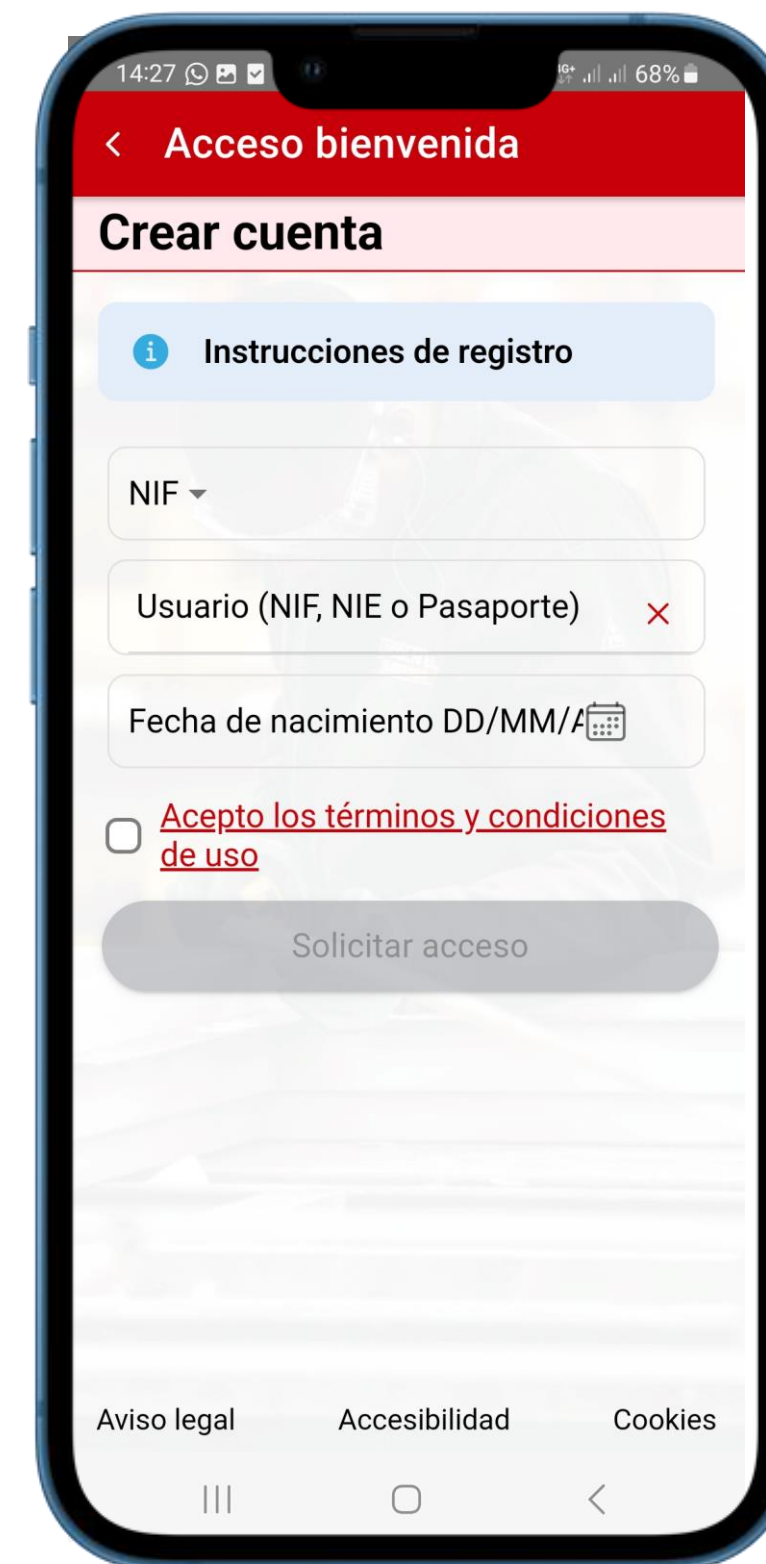 14:27
4G+ 68%
Acceso bienvenida
Crear cuenta
Instrucciones de registro
NIF
Usuario (NIF, NIE o Pasaporte)
Fecha de nacimiento DD/MM/A
Acepto los términos y condiciones
de uso
Solicitar acceso
Aviso legal Accesibilidad Cookies